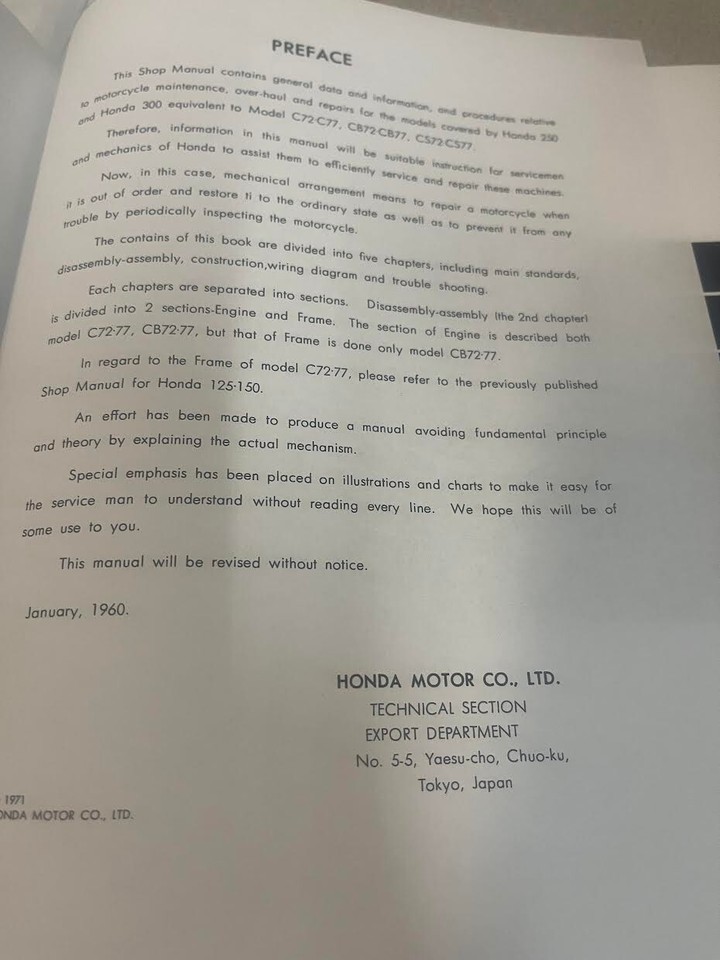 PREFACE
This Shop Manual contains general data and information, and procedures relative
to motorcycle maintenance, over-haul and repairs for the models covered by Honda 250
and Honda 300 equivalent to Model C72·C77, CB72·CB77, CS72·CS77.
Therefore, information in this manual will be suitable instruction for servicemen
and mechanics of Honda to assist them to efficiently service and repair these machines.
Now, in this case, mechanical arrangement means to repair a motorcycle when
it is out of order and restore ti to the ordinary state as well as to prevent it from any
trouble by periodically inspecting the motorcycle.
The contains of this book are divided into five chapters, including main standards,
disassembly-assembly, construction,wiring diagram and trouble shooting.
Each chapters are separated into sections. Disassembly-assembly (the 2nd chapter)
is divided into 2 sections-Engine and Frame. The section of Engine is described both
model C72·77, CB72·77, but that of Frame is done only model CB72·77.
In regard to the Frame of model C72·77, please refer to the previously published
Shop Manual for Honda 125·150.
An effort has been made to produce a manual avoiding fundamental principle
and theory by explaining the actual mechanism.
Special emphasis has been placed on illustrations and charts to make it easy for
the service man to understand without reading every line. We hope this will be of
some use to you.
This manual will be revised without notice.
January, 1960.
HONDA MOTOR CO., LTD.
TECHNICAL SECTION
EXPORT DEPARTMENT
No. 5-5, Yaesu-cho, Chuo-ku,
Tokyo, Japan
1971
ONDA MOTOR CO., LTD.